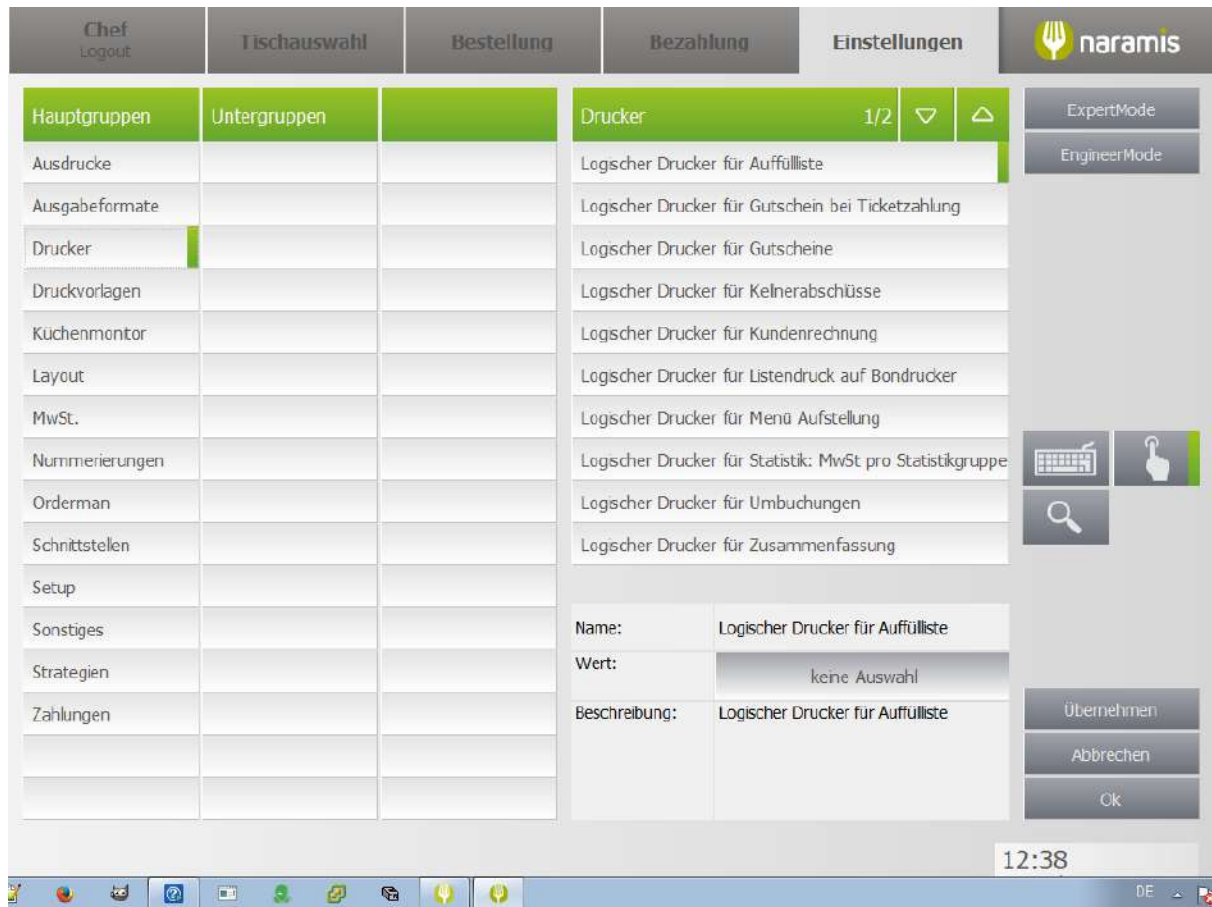 Chef
Logout
Tischauswahl
Bestellung
Bezahlung
Einstellungen
naramis
Hauptgruppen
Untergruppen
Ausdrucke
Ausgabeformate
Drucker
Druckvorlagen
Küchenmonitor
Layout
MwSt.
Nummerierungen
Orderman
Schnittstellen
Setup
Sonstiges
Strategien
Zahlungen
Drucker 1/2
Logischer Drucker für Auffülliste
Logischer Drucker für Gutschein bei Ticketzahlung
Logischer Drucker für Gutscheine
Logischer Drucker für Kelnerabschlüsse
Logischer Drucker für Kundenrechnung
Logischer Drucker für Listendruck auf Bondrucker
Logischer Drucker für Menü Aufstellung
Logischer Drucker für Statistik: MwSt pro Statistikgruppe
Logischer Drucker für Umbuchungen
Logischer Drucker für Zusammenfassung
Name: Logischer Drucker für Auffülliste
Wert: keine Auswahl
Beschreibung: Logischer Drucker für Auffülliste
ExpertMode
EngineerMode
Übernehmen
Abbrechen
Ok
12:38
DE